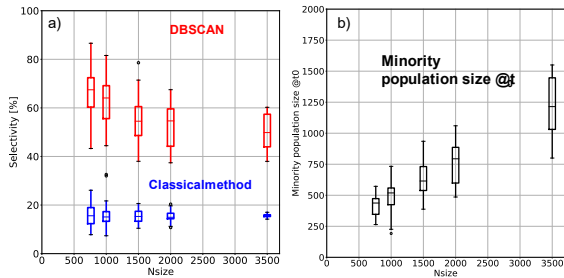 a)
DBSCAN
Classicalmethod
Selectivity [%]
100
80
60
40
20
0
0 500 1000 1500 2000 2500 3000 3500
Nsize
b)
Minority
population size @t0
Minority population size @t0
2000
1750
1500
1250
1000
750
500
250
0
0 500 1000 1500 2000 2500 3000 3500
Nsize